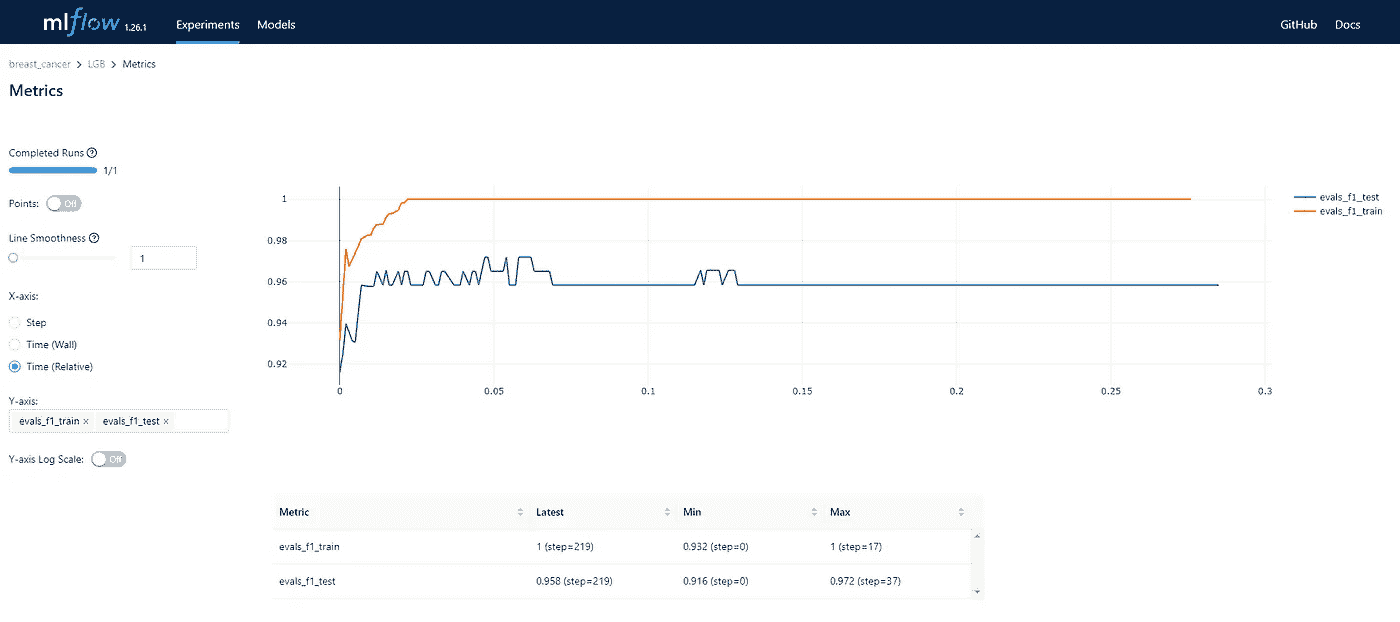 mlflow 1.26.1 Experiments Models GitHub Docs
breast_cancer > LGB > Metrics
Metrics
Completed Runs ?
1/1
Points: Off
Line Smoothness ?
1
X-axis:
Step
Time (Wall)
Time (Relative)
Y-axis:
evals_f1_train × evals_f1_test ×
Y-axis Log Scale: Off
1
0.98
0.96
0.94
0.92
0 0.05 0.1 0.15 0.2 0.25 0.3
evals_f1_test
evals_f1_train
Metric Latest Min Max
evals_f1_train 1 (step=219) 0.932 (step=0) 1 (step=17)
evals_f1_test 0.958 (step=219) 0.916 (step=0) 0.972 (step=37)